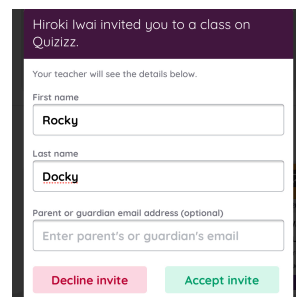 Hiroki Iwai invited you to a class on
Quizizz.
Your teacher will see the details below.
First name
Rocky
Last name
Docky
Parent or guardian email address (optional)
Enter parent's or guardian's email
Decline invite Accept invite